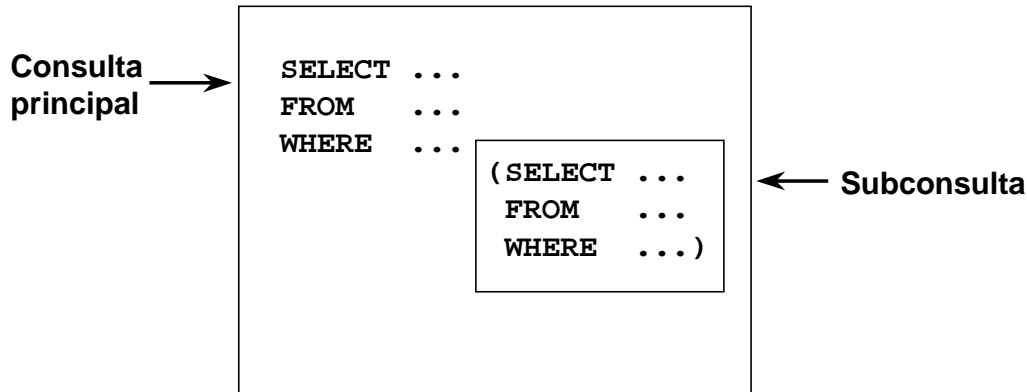 Consulta
principal
SELECT ...
FROM ...
WHERE ...
(SELECT ...
FROM ...
WHERE ...)
Subconsulta